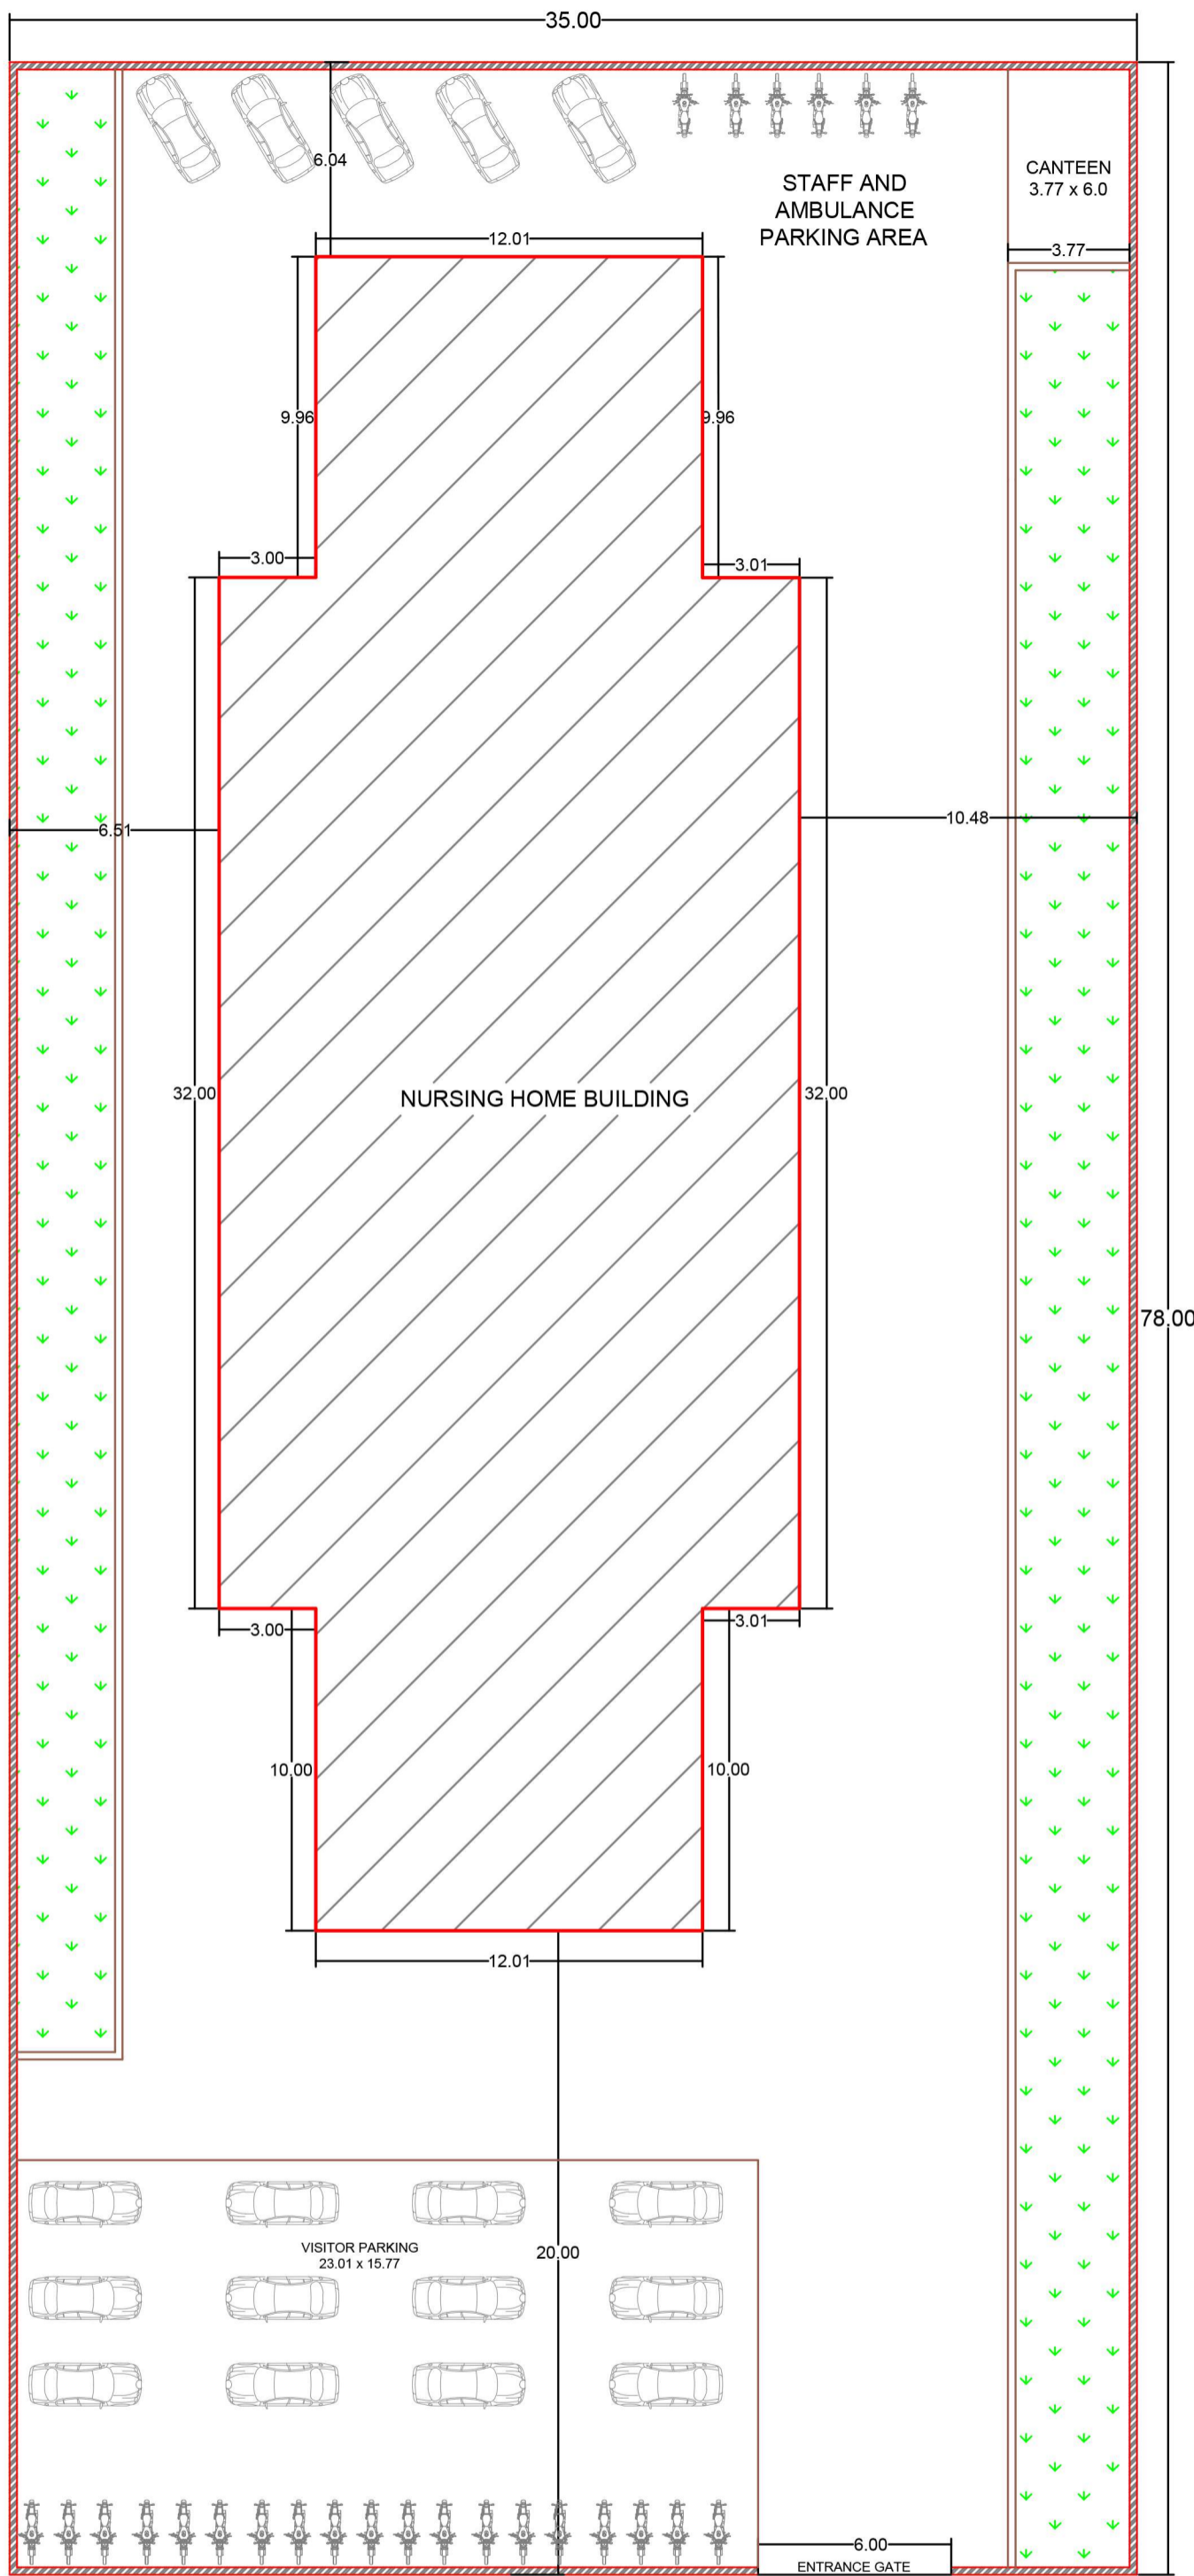 35.00
6.04
CANTEEN
3.77 x 6.0
STAFF AND
AMBULANCE
PARKING AREA
12.01
3.77
9.96
9.96
3.00
3.01
6.51
10.48
32.00
NURSING HOME BUILDING
32.00
78.00
3.00
3.01
10.00
10.00
12.01
VISITOR PARKING
23.01 x 15.77
20.00
6.00
ENTRANCE GATE